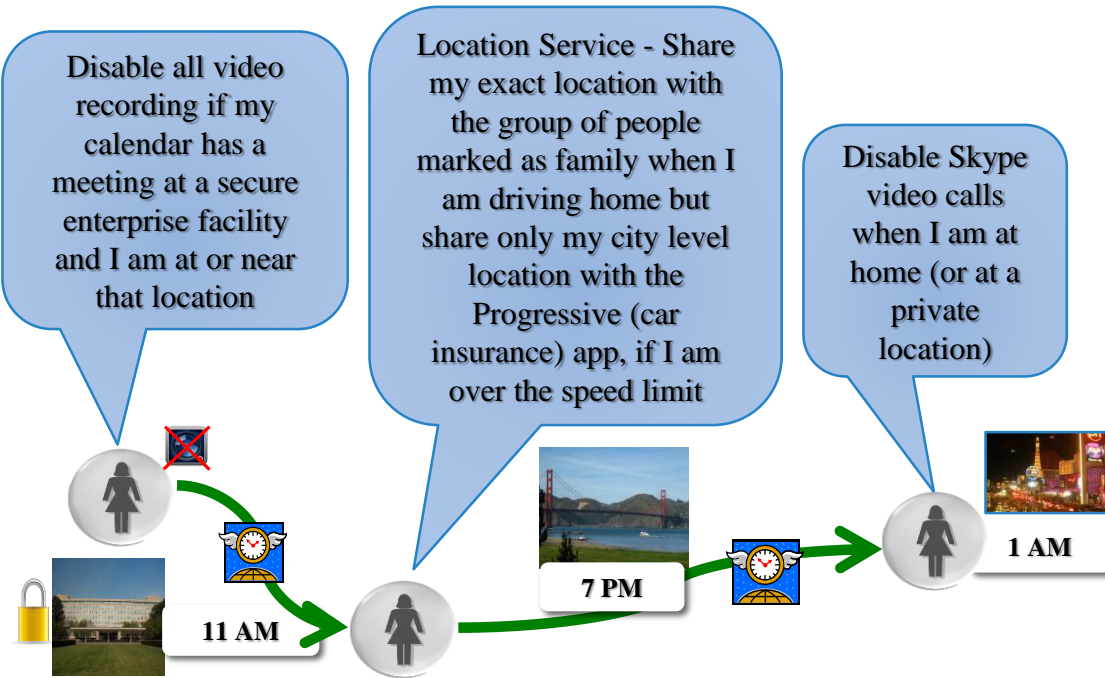 Disable all video
recording if my
calendar has a
meeting at a secure
enterprise facility
and I am at or near
that location
Location Service - Share
my exact location with
the group of people
marked as family when I
am driving home but
share only my city level
location with the
Progressive (car
insurance) app, if I am
over the speed limit
Disable Skype
video calls
when I am at
home (or at a
private
location)
11 AM
7 PM
1 AM